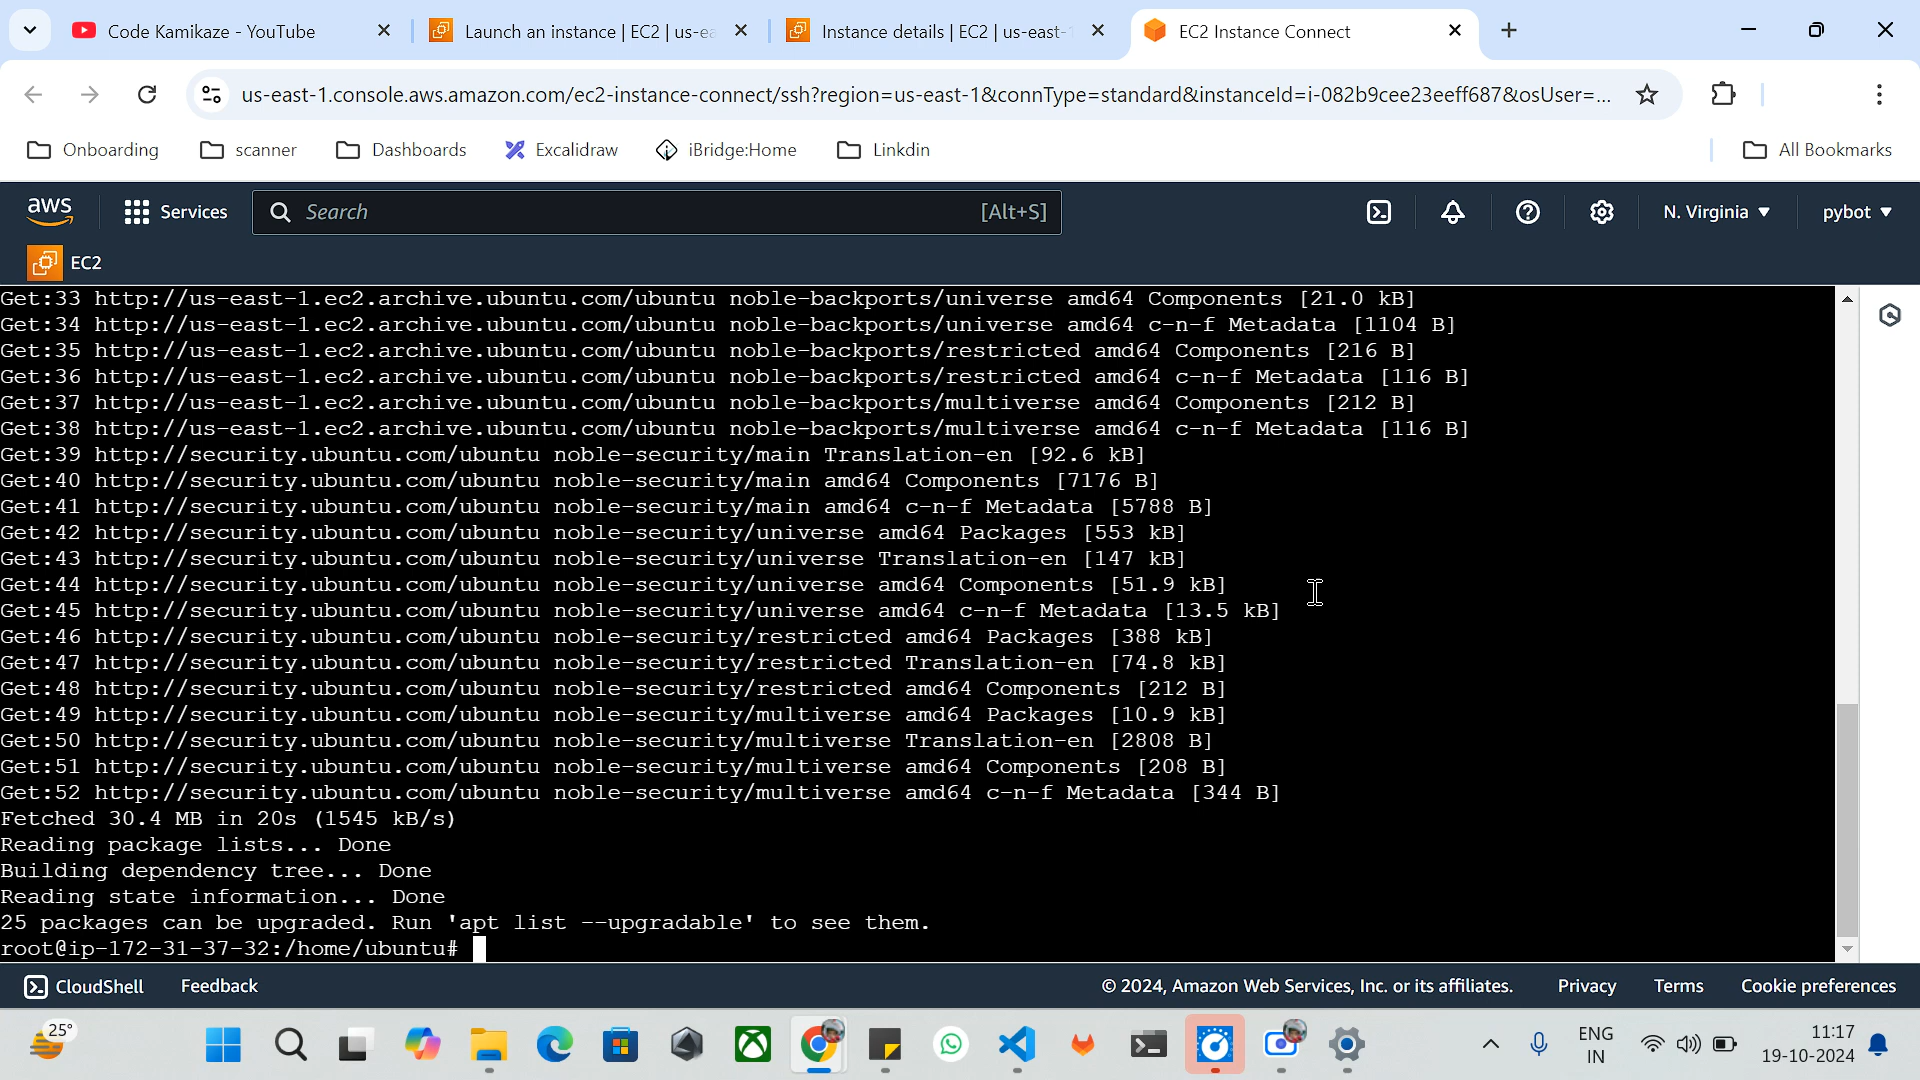 Code Kamikaze - YouTube
Launch an instance | EC2 | us-ea
Instance details | EC2 | us-east-1
EC2 Instance Connect
us-east-1.console.aws.amazon.com/ec2-instance-connect/ssh?region=us-east-1&connType=standard&instanceId=i-082b9cee23eeff687&osUser=...
Onboarding
scanner
Dashboards
Excalidraw
iBridge:Home
Linkdin
All Bookmarks
aws
Services
Search
[Alt+S]
N. Virginia
pybot
EC2
Get:33 http://us-east-1.ec2.archive.ubuntu.com/ubuntu noble-backports/universe amd64 Components [21.0 kB]
Get:34 http://us-east-1.ec2.archive.ubuntu.com/ubuntu noble-backports/universe amd64 c-n-f Metadata [1104 B]
Get:35 http://us-east-1.ec2.archive.ubuntu.com/ubuntu noble-backports/restricted amd64 Components [216 B]
Get:36 http://us-east-1.ec2.archive.ubuntu.com/ubuntu noble-backports/restricted amd64 c-n-f Metadata [116 B]
Get:37 http://us-east-1.ec2.archive.ubuntu.com/ubuntu noble-backports/multiverse amd64 Components [212 B]
Get:38 http://us-east-1.ec2.archive.ubuntu.com/ubuntu noble-backports/multiverse amd64 c-n-f Metadata [116 B]
Get:39 http://security.ubuntu.com/ubuntu noble-security/main Translation-en [92.6 kB]
Get:40 http://security.ubuntu.com/ubuntu noble-security/main amd64 Components [7176 B]
Get:41 http://security.ubuntu.com/ubuntu noble-security/main amd64 c-n-f Metadata [5788 B]
Get:42 http://security.ubuntu.com/ubuntu noble-security/universe amd64 Packages [553 kB]
Get:43 http://security.ubuntu.com/ubuntu noble-security/universe Translation-en [147 kB]
Get:44 http://security.ubuntu.com/ubuntu noble-security/universe amd64 Components [51.9 kB]
Get:45 http://security.ubuntu.com/ubuntu noble-security/universe amd64 c-n-f Metadata [13.5 kB]
Get:46 http://security.ubuntu.com/ubuntu noble-security/restricted amd64 Packages [388 kB]
Get:47 http://security.ubuntu.com/ubuntu noble-security/restricted Translation-en [74.8 kB]
Get:48 http://security.ubuntu.com/ubuntu noble-security/restricted amd64 Components [212 B]
Get:49 http://security.ubuntu.com/ubuntu noble-security/multiverse amd64 Packages [10.9 kB]
Get:50 http://security.ubuntu.com/ubuntu noble-security/multiverse Translation-en [2808 B]
Get:51 http://security.ubuntu.com/ubuntu noble-security/multiverse amd64 Components [208 B]
Get:52 http://security.ubuntu.com/ubuntu noble-security/multiverse amd64 c-n-f Metadata [344 B]
Fetched 30.4 MB in 20s (1545 kB/s)
Reading package lists... Done
Building dependency tree... Done
Reading state information... Done
25 packages can be upgraded. Run 'apt list --upgradable' to see them.
root@ip-172-31-37-32:/home/ubuntu#
CloudShell
Feedback
© 2024, Amazon Web Services, Inc. or its affiliates.
Privacy
Terms
Cookie preferences
25°
ENG
IN
11:17
19-10-2024